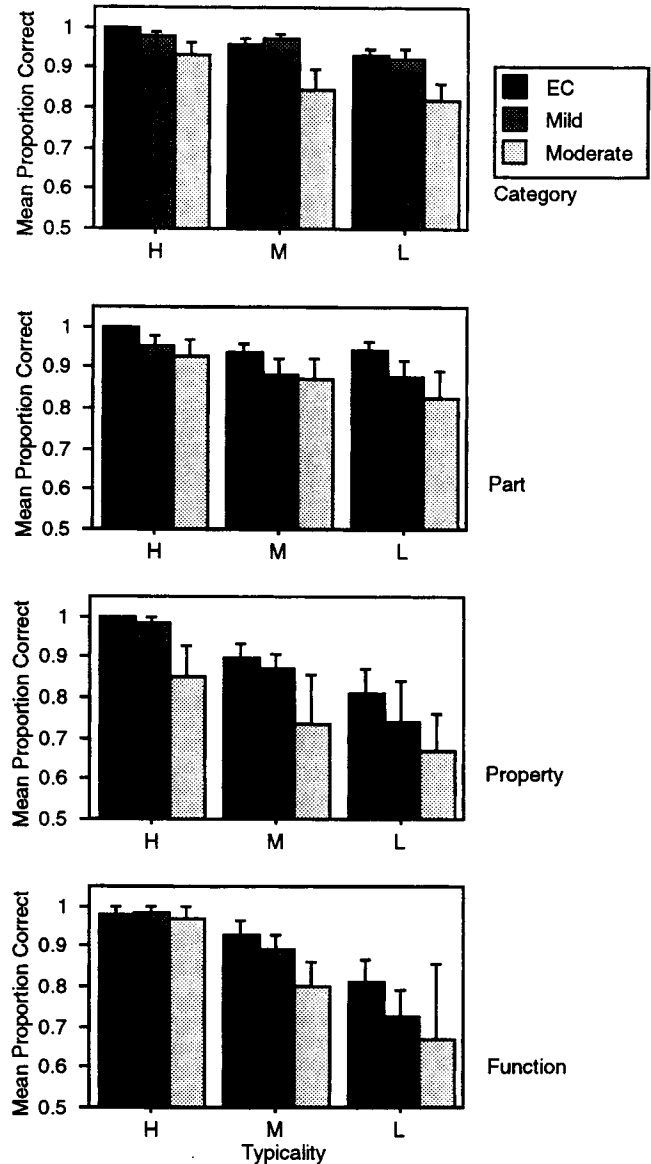 Mean Proportion Correct
1
0.9
0.8
0.7
0.6
0.5
H M L
EC
Mild
Moderate
Category
Mean Proportion Correct
1
0.9
0.8
0.7
0.6
0.5
H M L
Part
Mean Proportion Correct
1
0.9
0.8
0.7
0.6
0.5
H M L
Property
Mean Proportion Correct
1
0.9
0.8
0.7
0.6
0.5
H M L
Typicality
Function